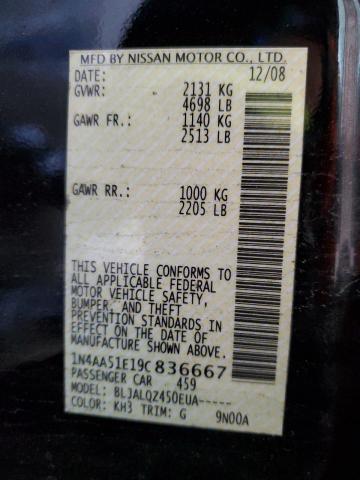 MFD BY NISSAN MOTOR CO., LTD.
DATE: 12/08
GVWR: 2131 KG
4698 LB
GAWR FR.: 1140 KG
2513 LB
GAWR RR.: 1000 KG
2205 LB
THIS VEHICLE CONFORMS TO
ALL APPLICABLE FEDERAL
MOTOR VEHICLE SAFETY,
BUMPER, AND THEFT
PREVENTION STANDARDS IN
EFFECT ON THE DATE OF
MANUFACTURE SHOWN ABOVE.
1N4AA51E19C836667
PASSENGER CAR 459
MODEL: BLJALQZ450EUA-----
COLOR: KH3 TRIM: G 9N00A